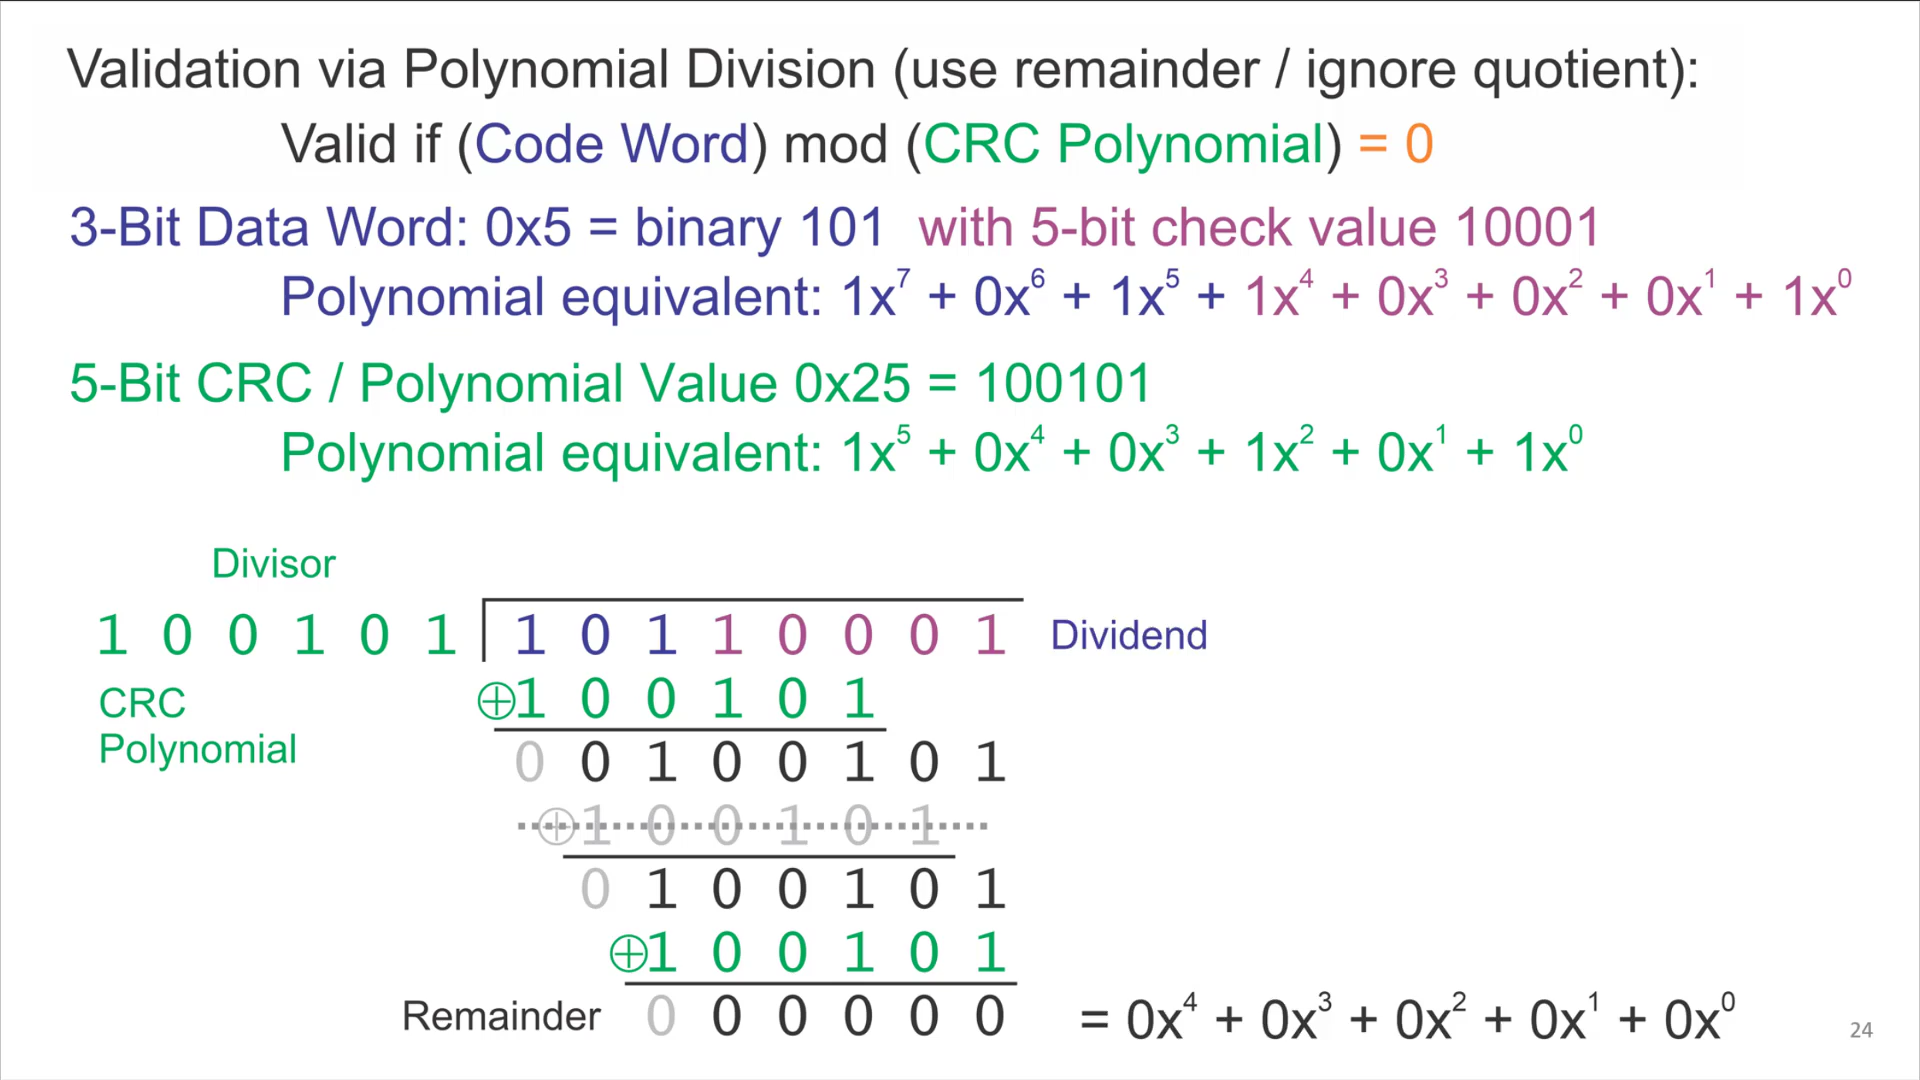 Validation via Polynomial Division (use remainder / ignore quotient):
Valid if (Code Word) mod (CRC Polynomial) = 0
3-Bit Data Word: 0x5 = binary 101 with 5-bit check value 10001
Polynomial equivalent: 1x⁷ + 0x⁶ + 1x⁵ + 1x⁴ + 0x³ + 0x² + 0x¹ + 1x⁰
5-Bit CRC / Polynomial Value 0x25 = 100101
Polynomial equivalent: 1x⁵ + 0x⁴ + 0x³ + 1x² + 0x¹ + 1x⁰
Divisor
1 0 0 1 0 1 1 0 1 1 0 0 0 1 Dividend
CRC
Polynomial
⊕1 0 0 1 0 1
0 0 1 0 0 1 0 1
⊕1 0 0 1 0 1
0 1 0 0 1 0 1
⊕1 0 0 1 0 1
Remainder 0 0 0 0 0 0 = 0x⁴ + 0x³ + 0x² + 0x¹ + 0x⁰
24